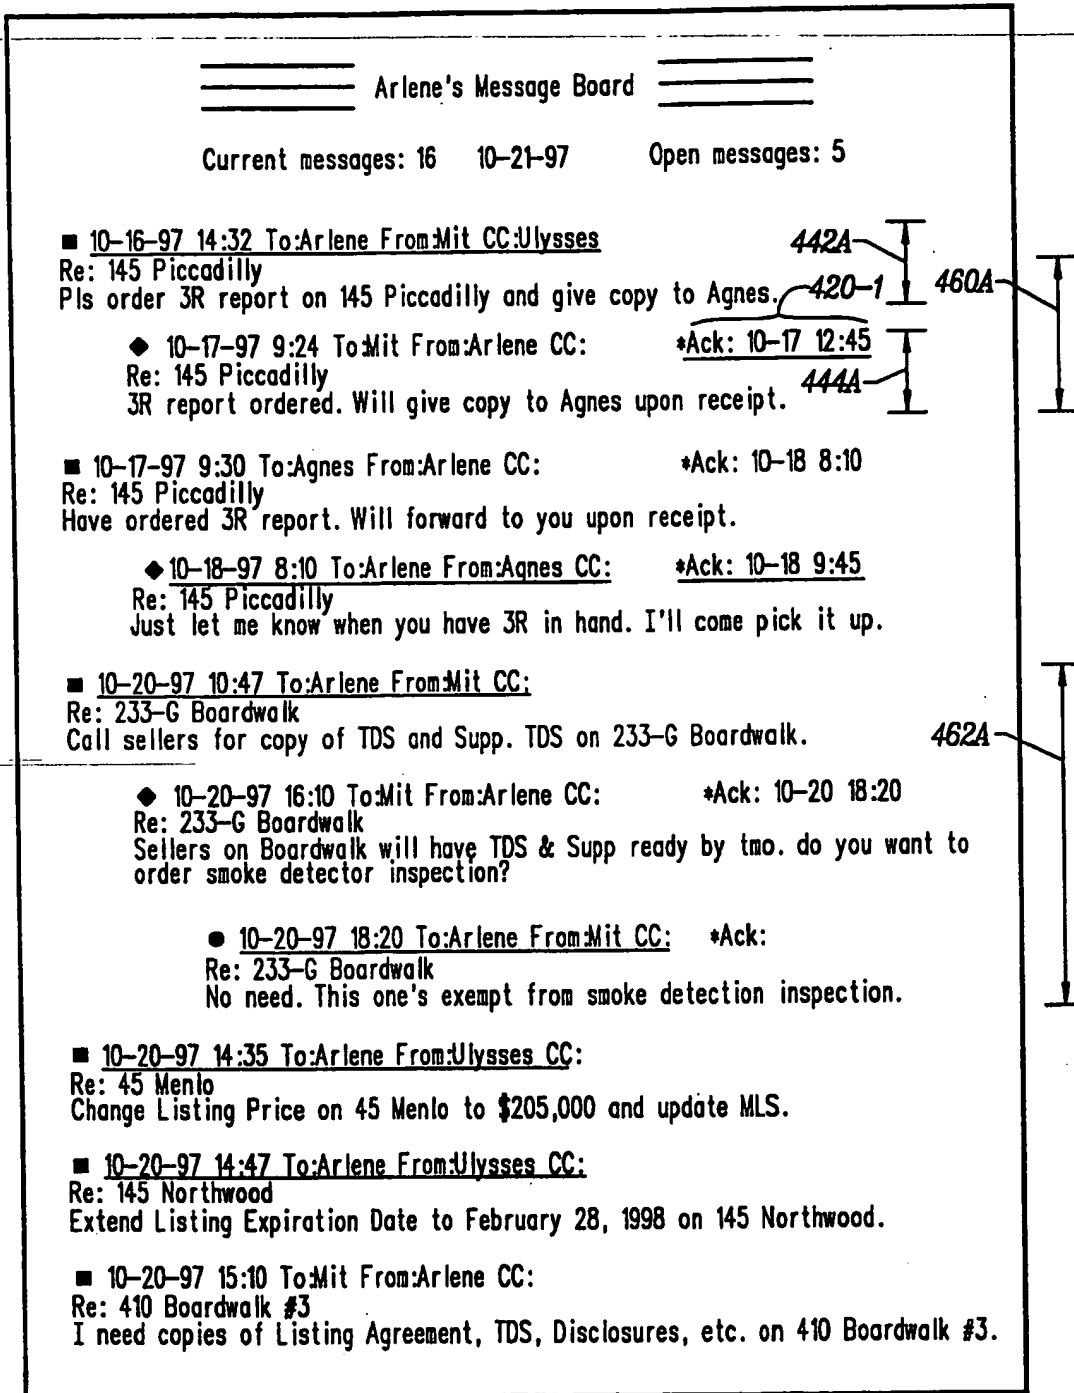 Arlene's Message Board
Current messages: 16 10-21-97 Open messages: 5
■ 10-16-97 14:32 To:Arlene From:Mit CC:Ulysses
Re: 145 Piccadilly
Pls order 3R report on 145 Piccadilly and give copy to Agnes.
442A
420-1
460A
◆ 10-17-97 9:24 To:Mit From:Arlene CC: *Ack: 10-17 12:45
Re: 145 Piccadilly
444A
3R report ordered. Will give copy to Agnes upon receipt.
■ 10-17-97 9:30 To:Agnes From:Arlene CC: *Ack: 10-18 8:10
Re: 145 Piccadilly
Have ordered 3R report. Will forward to you upon receipt.
◆ 10-18-97 8:10 To:Arlene From:Agnes CC: *Ack: 10-18 9:45
Re: 145 Piccadilly
Just let me know when you have 3R in hand. I'll come pick it up.
■ 10-20-97 10:47 To:Arlene From:Mit CC:
Re: 233-G Boardwalk
Call sellers for copy of TDS and Supp. TDS on 233-G Boardwalk.
462A
◆ 10-20-97 16:10 To:Mit From:Arlene CC: *Ack: 10-20 18:20
Re: 233-G Boardwalk
Sellers on Boardwalk will have TDS & Supp ready by tmo. do you want to
order smoke detector inspection?
● 10-20-97 18:20 To:Arlene From:Mit CC: *Ack:
Re: 233-G Boardwalk
No need. This one's exempt from smoke detection inspection.
■ 10-20-97 14:35 To:Arlene From:Ulysses CC:
Re: 45 Menlo
Change Listing Price on 45 Menlo to $205,000 and update MLS.
■ 10-20-97 14:47 To:Arlene From:Ulysses CC:
Re: 145 Northwood
Extend Listing Expiration Date to February 28, 1998 on 145 Northwood.
■ 10-20-97 15:10 To:Mit From:Arlene CC:
Re: 410 Boardwalk #3
I need copies of Listing Agreement, TDS, Disclosures, etc. on 410 Boardwalk #3.